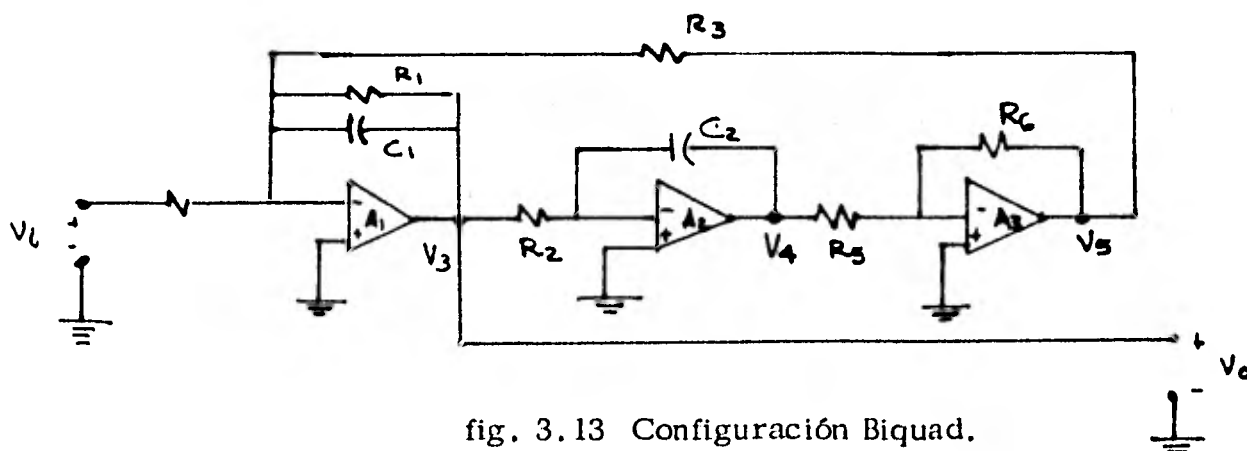 R3
R1
C1
C2
R6
Vi
+
-
-
+
A1
V3
R2
-
+
A2
V4
R5
-
+
A3
V5
+
Vo
-
fig. 3.13 Configuración Biquad.